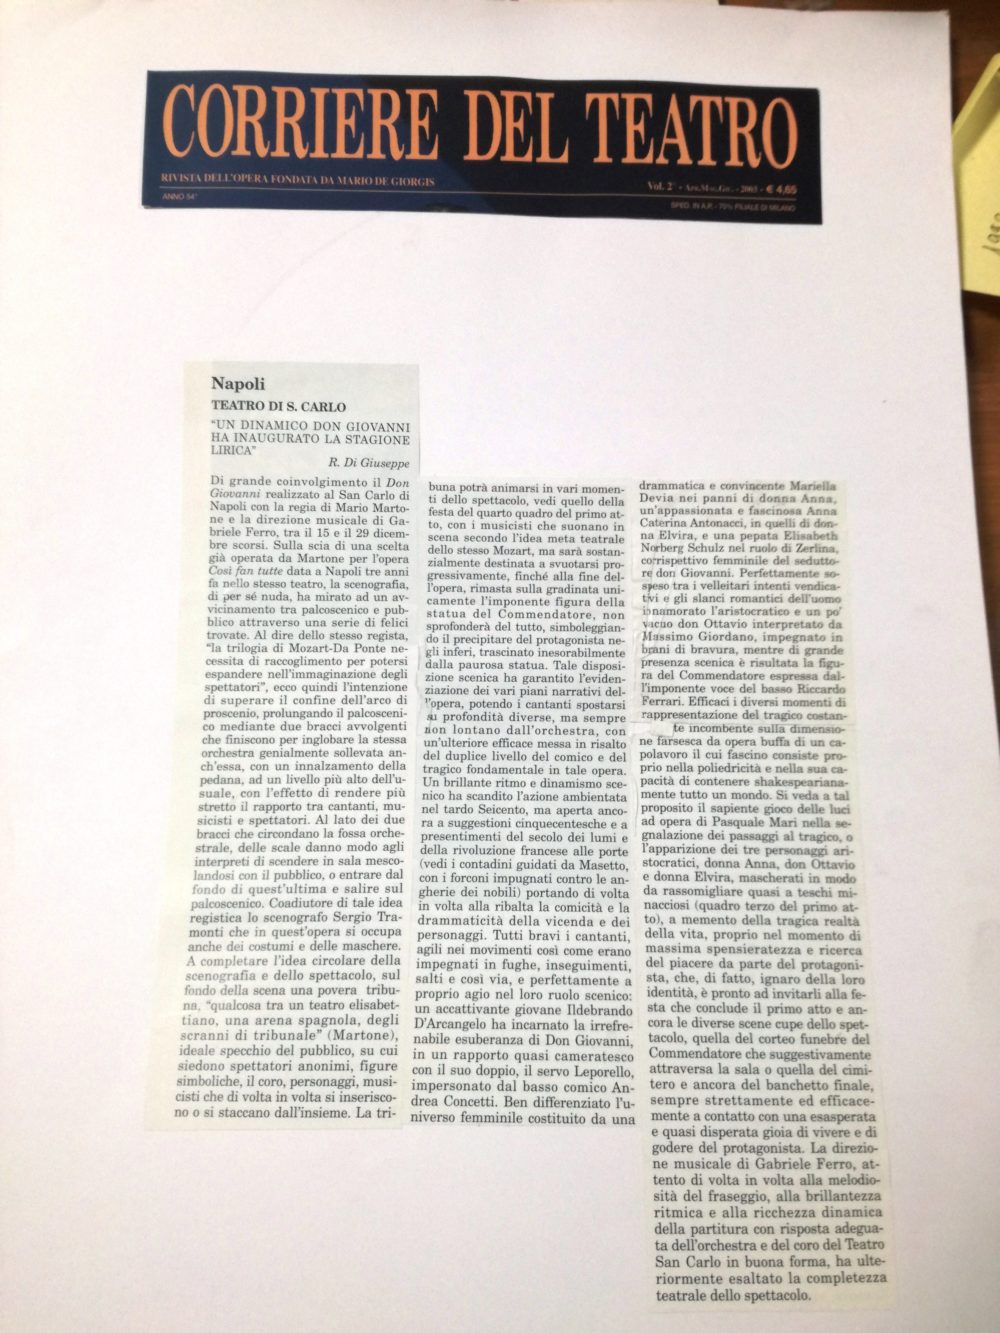 CORRIERE DEL TEATRO
RIVISTA DELL'OPERA FONDATA DA MARIO DE GIORGIS
Vol. 2° - Apr.Mag.Giu. - 2003 - € 4,65
ANNO 54°
SPED. IN A.P. - 70% FILIALE DI MILANO
Napoli
TEATRO DI S. CARLO
"UN DINAMICO DON GIOVANNI
HA INAUGURATO LA STAGIONE
LIRICA"
R. Di Giuseppe
Di grande coinvolgimento il Don
Giovanni realizzato al San Carlo di
Napoli con la regia di Mario Marto-
ne e la direzione musicale di Ga-
briele Ferro, tra il 15 e il 29 dicem-
bre scorsi. Sulla scia di una scelta
già operata da Martone per l'opera
Così fan tutte data a Napoli tre anni
fa nello stesso teatro, la scenografia,
di per sé nuda, ha mirato ad un av-
vicinamento tra palcoscenico e pub-
blico attraverso una serie di felici
trovate. Al dire dello stesso regista,
"la trilogia di Mozart-Da Ponte ne-
cessita di raccoglimento per potersi
espandere nell'immaginazione degli
spettatori", ecco quindi l'intenzione
di superare il confine dell'arco di
proscenio, prolungando il palcosceni-
co mediante due bracci avvolgenti
che finiscono per inglobare la stessa
orchestra genialmente sollevata an-
ch'essa, con un innalzamento della
pedana, ad un livello più alto dell'u-
suale, con l'effetto di rendere più
stretto il rapporto tra cantanti, mu-
sicisti e spettatori. Al lato dei due
bracci che circondano la fossa orche-
strale, delle scale danno modo agli
interpreti di scendere in sala mesco-
landosi con il pubblico, o entrare dal
fondo di quest'ultima e salire sul
palcoscenico. Coadiutore di tale idea
registica lo scenografo Sergio Tra-
monti che in quest'opera si occupa
anche dei costumi e delle maschere.
A completare l'idea circolare della
scenografia e dello spettacolo, sul
fondo della scena una povera tribu-
na, "qualcosa tra un teatro elisabet-
tiano, una arena spagnola, degli
scranni di tribunale" (Martone),
ideale specchio del pubblico, su cui
siedono spettatori anonimi, figure
simboliche, il coro, personaggi, musi-
cisti che di volta in volta si inserisco-
no o si staccano dall'insieme. La tri-
buna potrà animarsi in vari momen-
ti dello spettacolo, vedi quello della
festa del quarto quadro del primo at-
to, con i musicisti che suonano in
scena secondo l'idea meta teatrale
dello stesso Mozart, ma sarà sostan-
zialmente destinata a svuotarsi pro-
gressivamente, finché alla fine del-
l'opera, rimasta sulla gradinata uni-
camente l'imponente figura della
statua del Commendatore, non
sprofonderà del tutto, simboleggian-
do il precipitare del protagonista ne-
gli inferi, trascinato inesorabilmente
dalla paurosa statua. Tale disposi-
zione scenica ha garantito l'eviden-
ziazione dei vari piani narrativi del-
l'opera, potendo i cantanti spostarsi
su profondità diverse, ma sempre
non lontano dall'orchestra, con
un'ulteriore efficace messa in risalto
del duplice livello del comico e del
tragico fondamentale in tale opera.
Un brillante ritmo e dinamismo sce-
nico ha scandito l'azione ambientata
nel tardo Seicento, ma aperta anco-
ra a suggestioni cinquecentesche e a
presentimenti del secolo dei lumi e
della rivoluzione francese alle porte
(vedi i contadini guidati da Masetto,
con i forconi impugnati contro le an-
gherie dei nobili) portando di volta
in volta alla ribalta la comicità e la
drammaticità della vicenda e dei
personaggi. Tutti bravi i cantanti,
agili nei movimenti così come erano
impegnati in fughe, inseguimenti,
salti e così via, e perfettamente a
proprio agio nel loro ruolo scenico:
un accattivante giovane Ildebrando
D'Arcangelo ha incarnato la irrefre-
nabile esuberanza di Don Giovanni,
in un rapporto quasi cameratesco
con il suo doppio, il servo Leporello,
impersonato dal basso comico An-
drea Concetti. Ben differenziato l'u-
niverso femminile costituito da una
drammatica e convincente Mariella
Devia nei panni di donna Anna,
un'appassionata e fascinosa Anna
Caterina Antonacci, in quelli di don-
na Elvira, e una pepata Elisabeth
Norberg Schulz nel ruolo di Zerlina,
corrispettivo femminile del sedutto-
re don Giovanni. Perfettamente so-
speso tra i velleitari intenti vendica-
tivi e gli slanci romantici dell'uomo
innamorato l'aristocratico e un po'
vacuo don Ottavio interpretato da
Massimo Giordano, impegnato in
brani di bravura, mentre di grande
presenza scenica è risultata la figu-
ra del Commendatore espressa dal-
l'imponente voce del basso Riccardo
Ferrari. Efficaci i diversi momenti di
rappresentazione del tragico costan-
te incombente sulla dimensio-
ne farsesca da opera buffa di un ca-
polavoro il cui fascino consiste pro-
prio nella poliedricità e nella sua ca-
pacità di contenere shakespeariana-
mente tutto un mondo. Si veda a tal
proposito il sapiente gioco delle luci
ad opera di Pasquale Mari nella se-
gnalazione dei passaggi al tragico, o
l'apparizione dei tre personaggi ari-
stocratici, donna Anna, don Ottavio
e donna Elvira, mascherati in modo
da rassomigliare quasi a teschi mi-
nacciosi (quadro terzo del primo at-
to), a memento della tragica realtà
della vita, proprio nel momento di
massima spensieratezza e ricerca
del piacere da parte del protagoni-
sta, che, di fatto, ignaro della loro
identità, è pronto ad invitarli alla fe-
sta che conclude il primo atto e an-
cora le diverse scene cupe dello spet-
tacolo, quella del corteo funebre del
Commendatore che suggestivamente
attraversa la sala o quella del cimi-
tero e ancora del banchetto finale,
sempre strettamente ed efficace-
mente a contatto con una esasperata
e quasi disperata gioia di vivere e di
godere del protagonista. La direzio-
ne musicale di Gabriele Ferro, at-
tento di volta in volta alla melodio-
sità del fraseggio, alla brillantezza
ritmica e alla ricchezza dinamica
della partitura con risposta adegua-
ta dell'orchestra e del coro del Teatro
San Carlo in buona forma, ha ulte-
riormente esaltato la completezza
teatrale dello spettacolo.